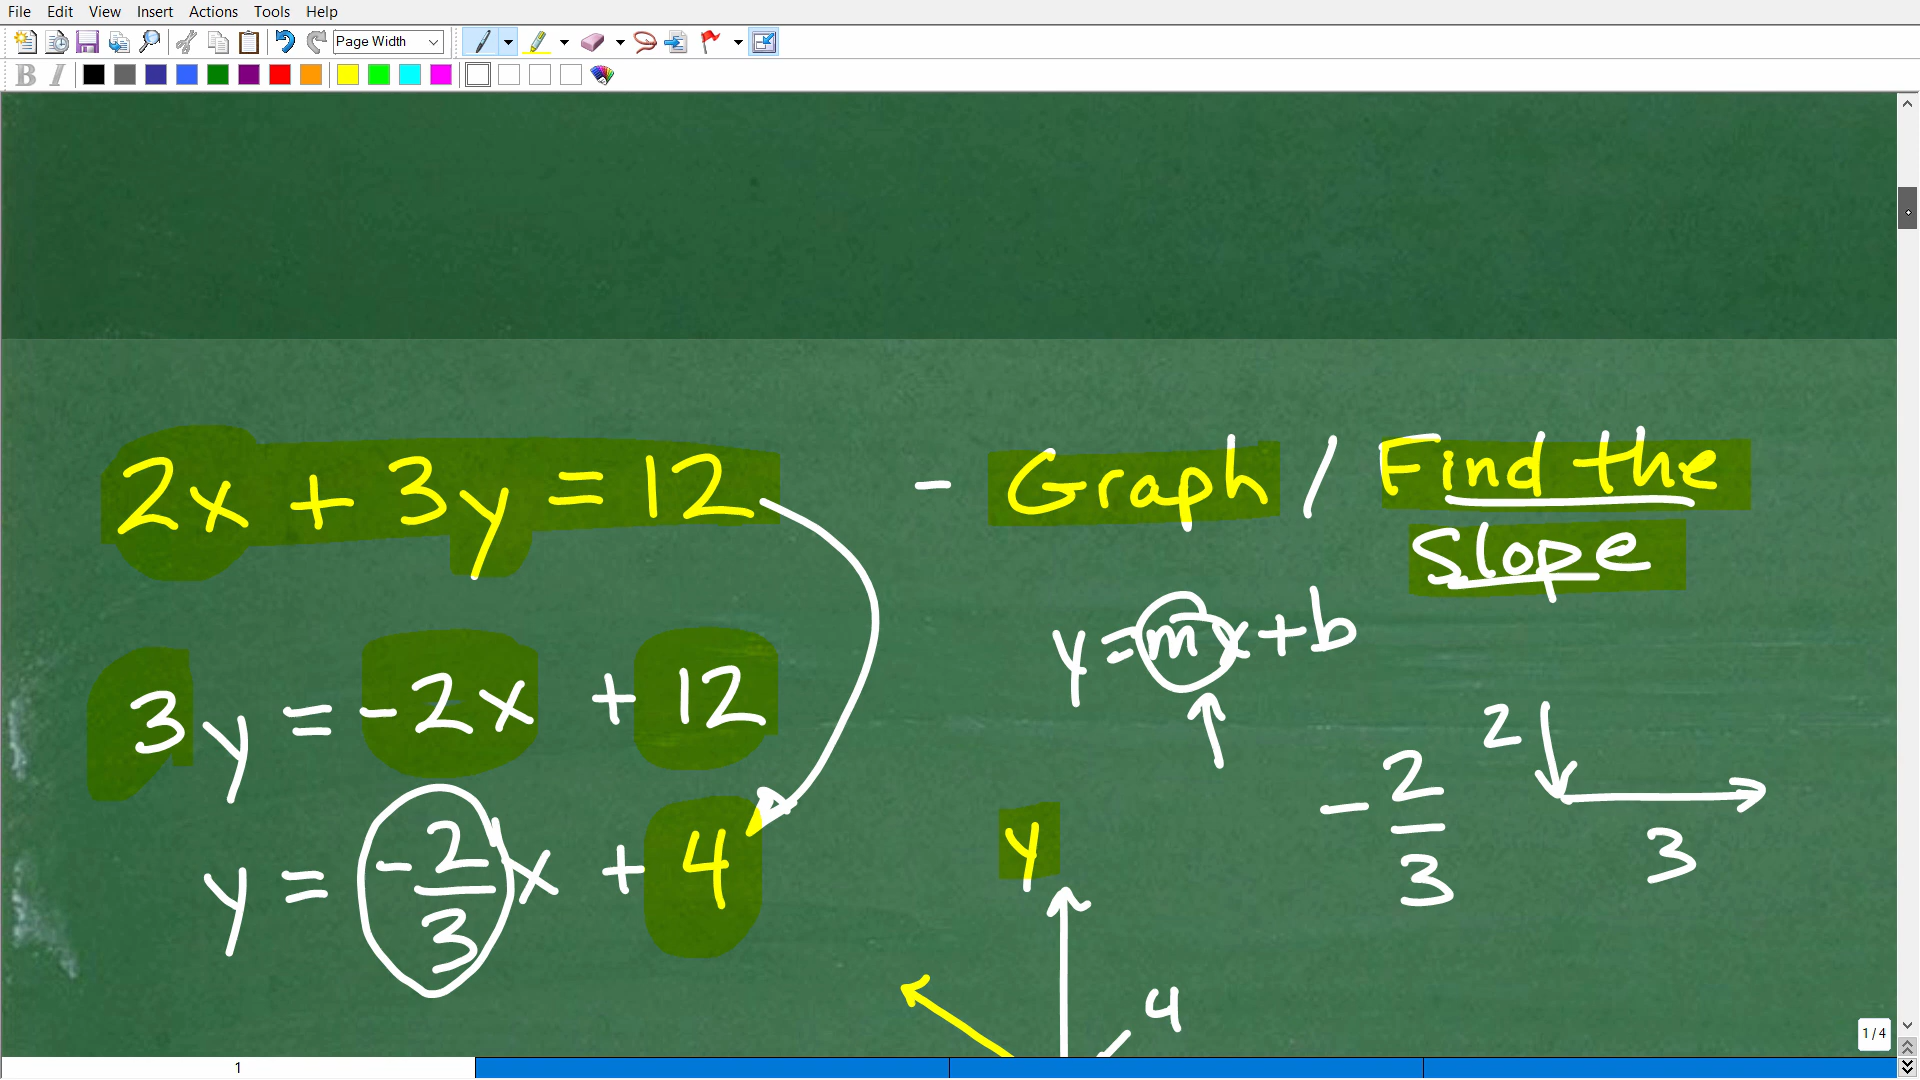 File Edit View Insert Actions Tools Help
Page Width
B I
2x + 3y = 12 - Graph / Find the
Slope
y = mx + b
3y = -2x + 12
2
-2/3
3
y = -2/3 x + 4
y
4
1 / 4
1